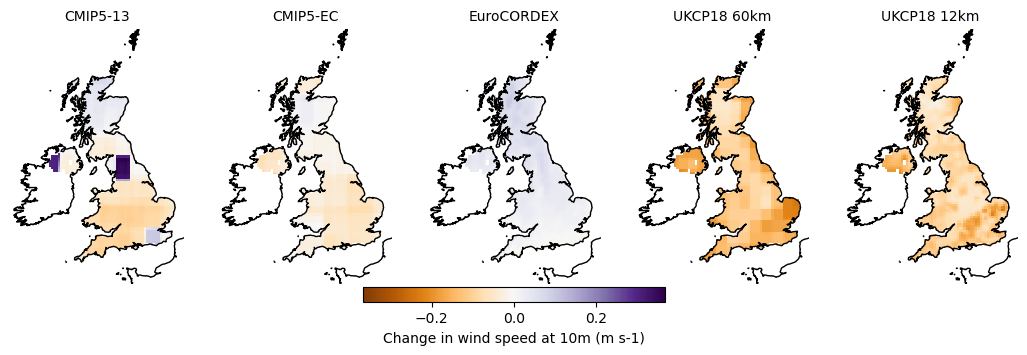 CMIP5-13 CMIP5-EC EuroCORDEX UKCP18 60km UKCP18 12km
−0.2 0.0 0.2
Change in wind speed at 10m (m s-1)